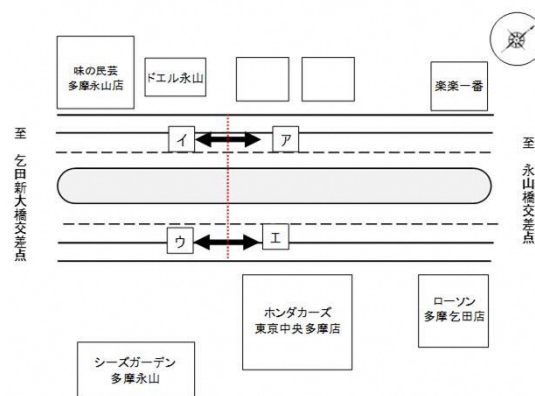 味の民芸
多摩永山店
ドエル永山
楽楽一番
イ
ア
至 乞田新大橋交差点
至 永山橋交差点
ウ
エ
ホンダカーズ
東京中央多摩店
ローソン
多摩乞田店
シーズガーデン
多摩永山